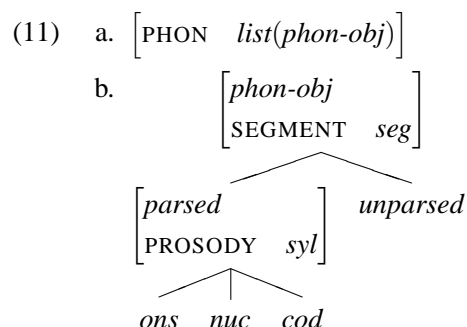 (11) a. [PHON list(phon-obj)]
b. [phon-obj
SEGMENT seg]
[parsed unparsed
PROSODY syl]
ons nuc cod